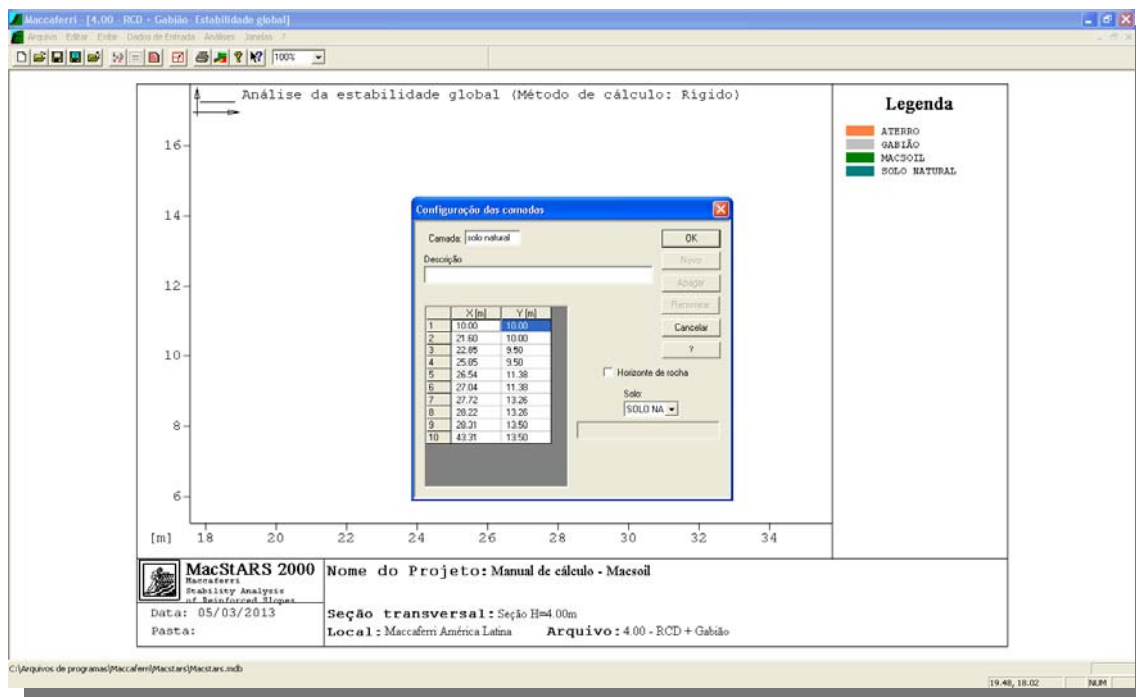 Maccaferri - [4.00 - RCD + Gabião- Estabilidade global]
Arquivo Editar Exibir Dados de Entrada Análises Janelas ?
100%
Análise da estabilidade global (Método de cálculo: Rígido)
Legenda
ATERRO
GABIÃO
MACSOIL
SOLO NATURAL
16
14
12
10
8
6
[m] 18 20 22 24 26 28 30 32 34
Configuração das camadas
Camada: solo natural
OK
Descrição
Novo
Apagar
Renomear
Cancelar
?
X [m] Y [m]
1 10.00 10.00
2 21.60 10.00
3 22.85 9.50
4 25.85 9.50
5 26.54 11.38
6 27.04 11.38
7 27.72 13.26
8 28.22 13.26
9 28.31 13.50
10 43.31 13.50
Horizonte de rocha
Solo:
SOLO NA
MacStARS 2000
Maccaferri
Stability Analysis
of Reinforced Slopes
Nome do Projeto: Manual de cálculo - Macsoil
Data: 05/03/2013
Seção transversal: Seção H=4.00m
Pasta:
Local: Maccaferri América Latina Arquivo: 4.00 - RCD + Gabião
C:\Arquivos de programas\Maccaferri\Macstars\Macstars.mdb
19.48, 18.02 NUM